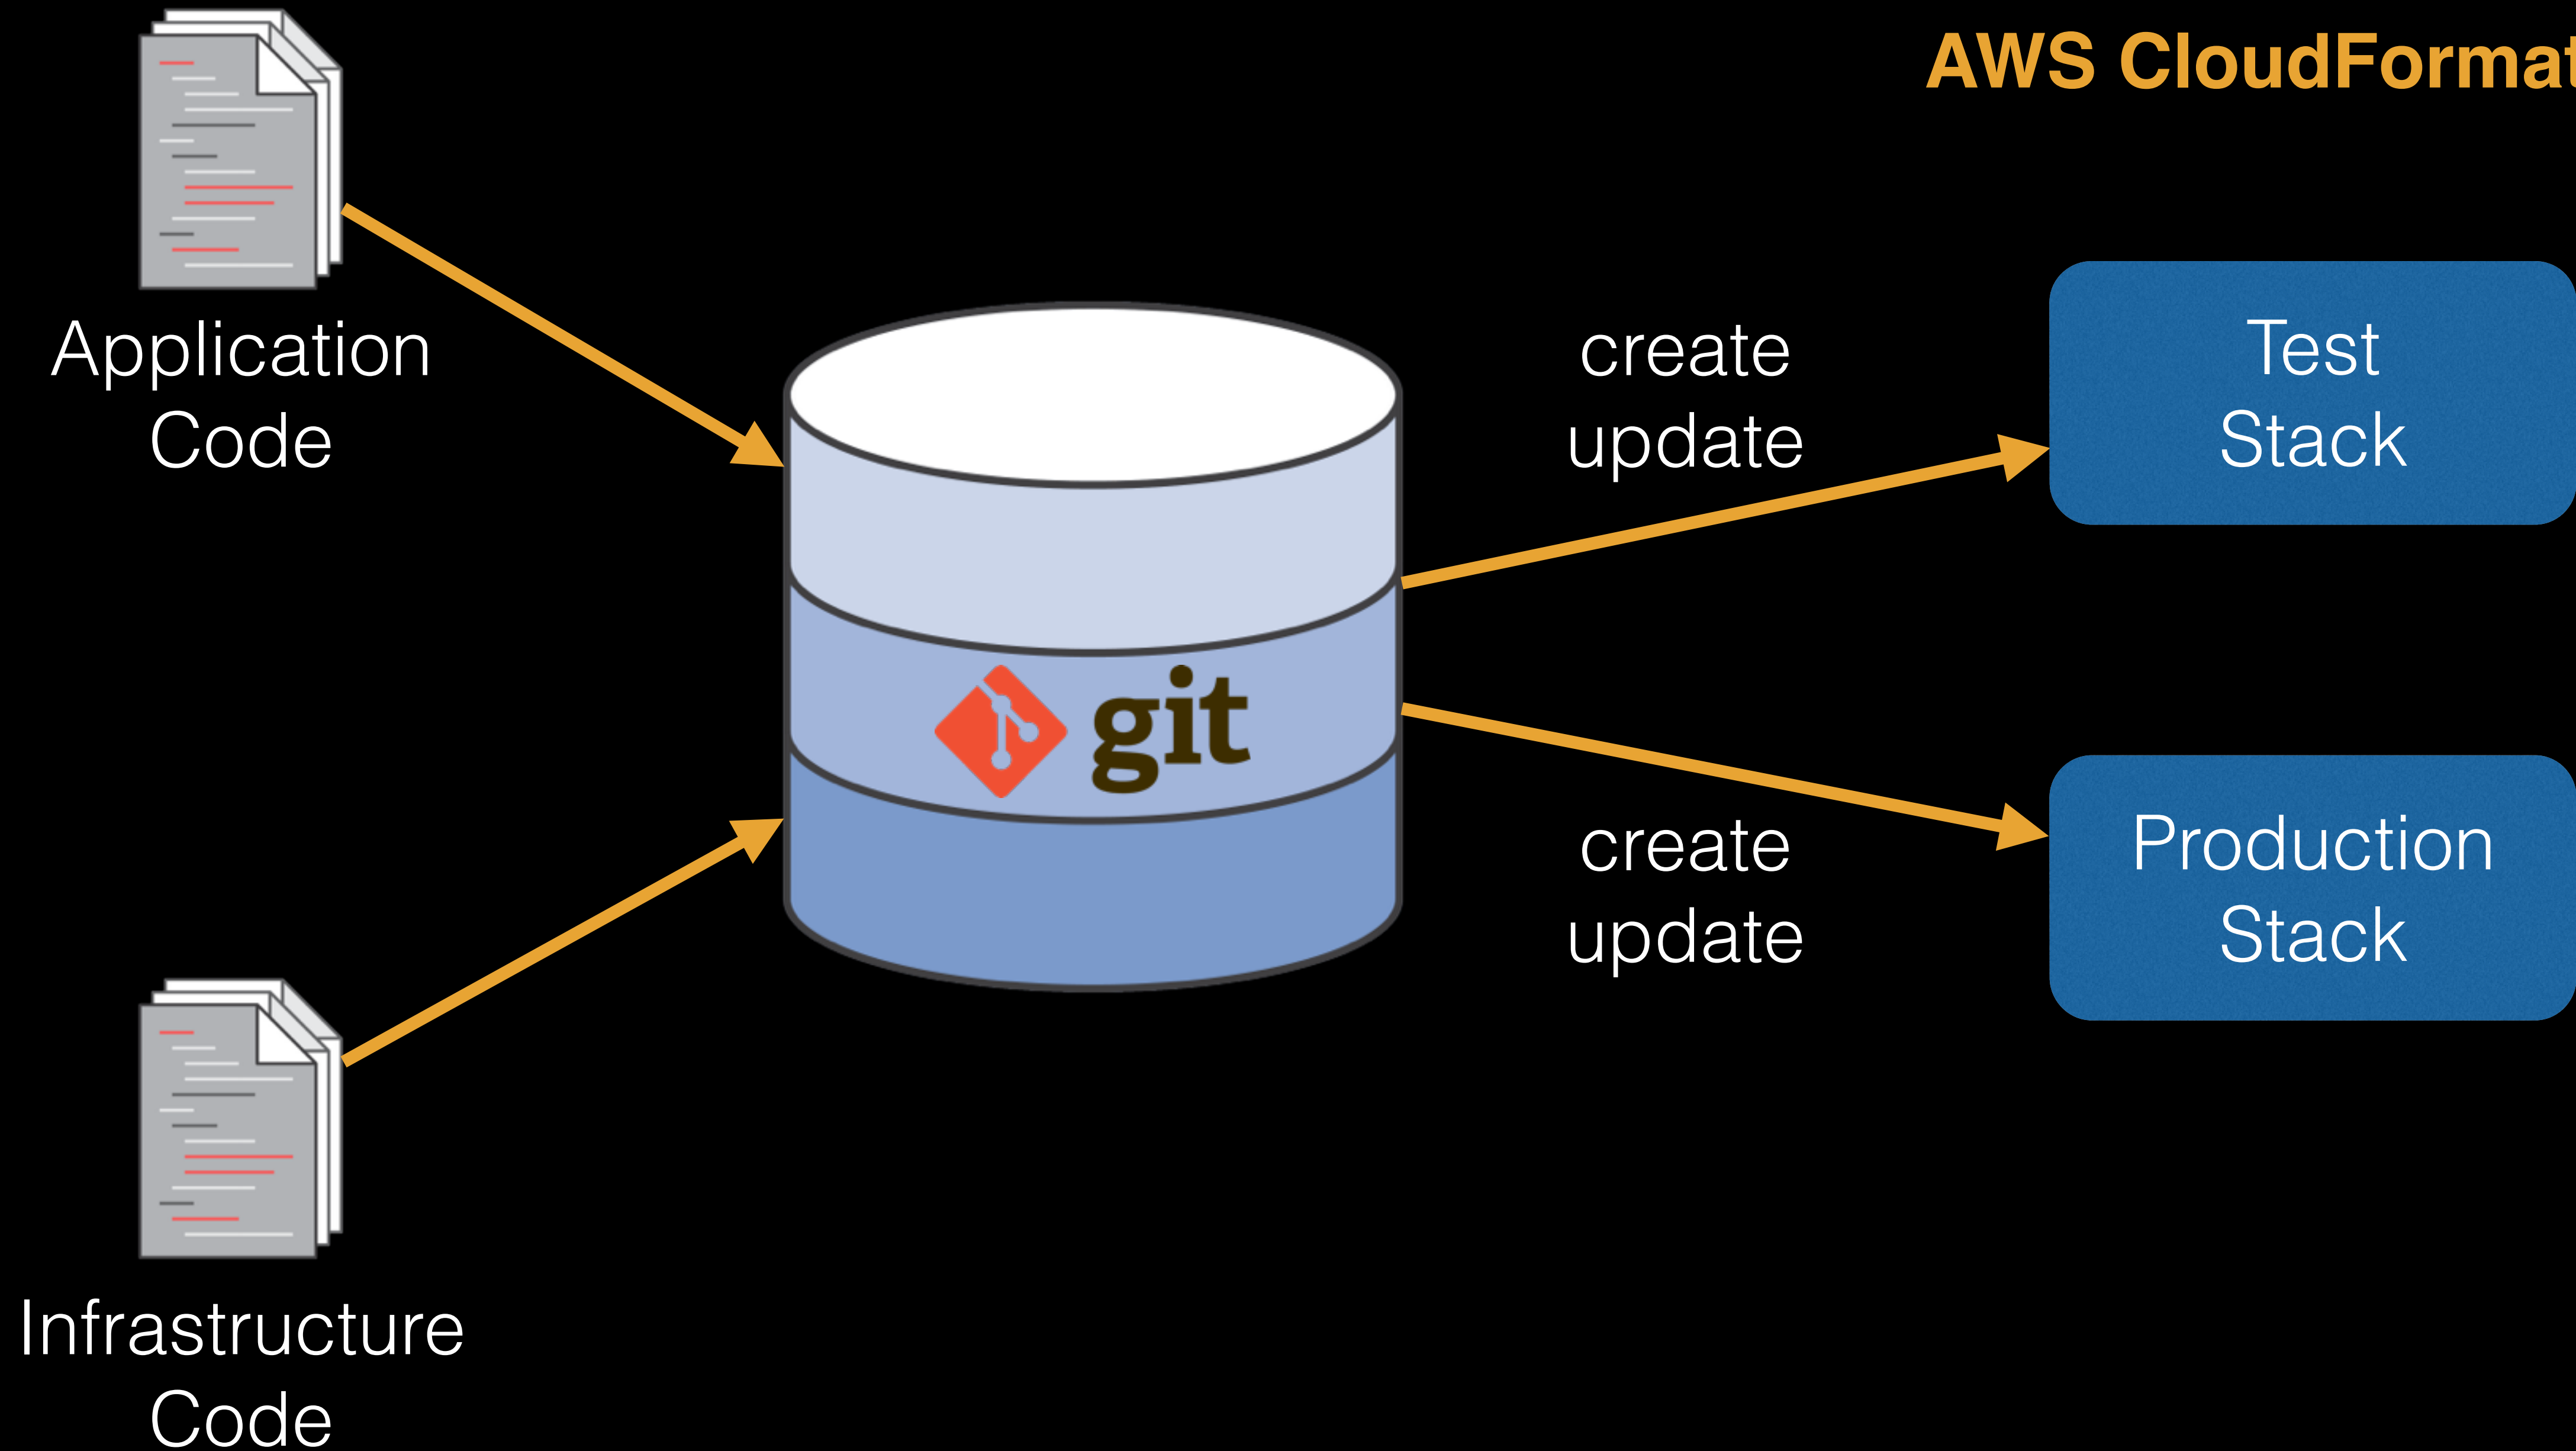 AWS CloudFormat
Application
Code
create
update
Test
Stack
git
create
update
Production
Stack
Infrastructure
Code